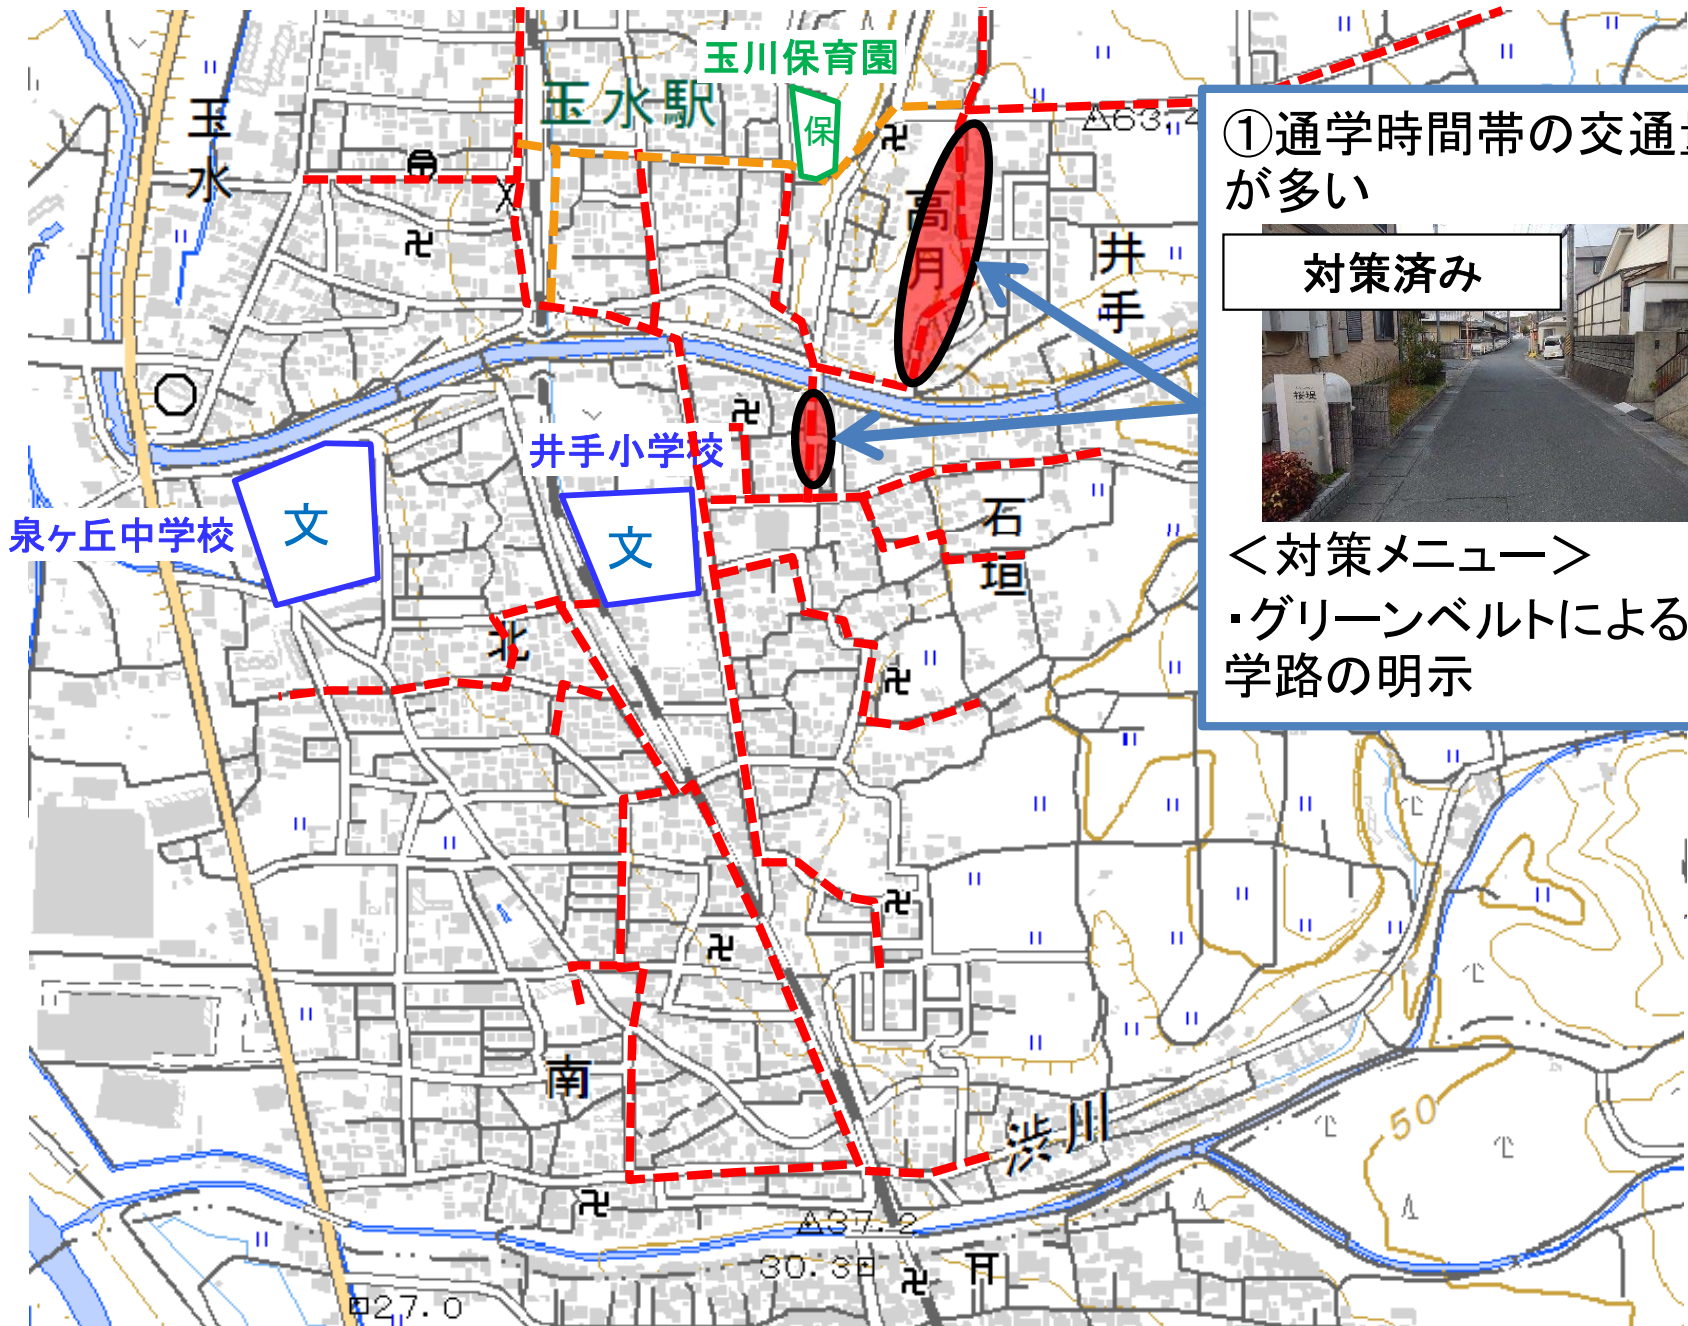 玉川保育園
玉水駅
保
玉水
高月
井手
63.4
①通学時間帯の交通量
が多い
対策済み
桜堤
<対策メニュー>
・グリーンベルトによる
学路の明示
井手小学校
文
泉ヶ丘中学校
文
石垣
北
南
渋川
50
37.2
30.3
27.0